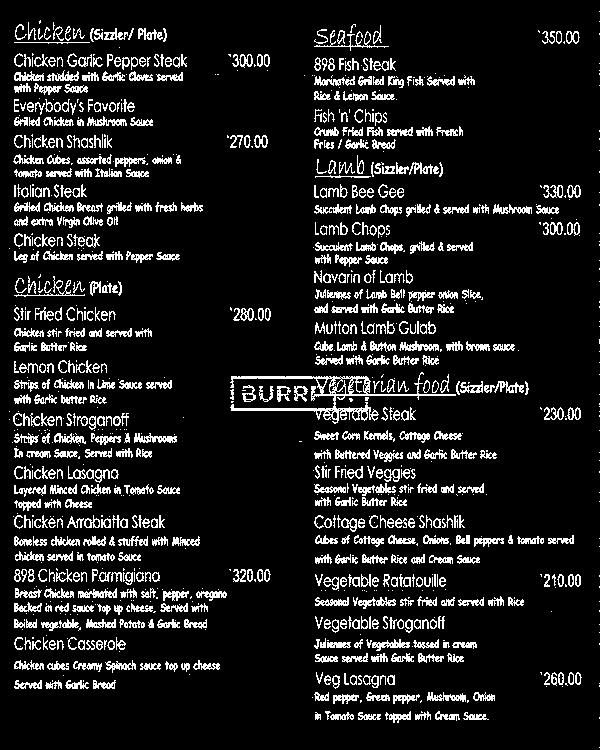 Chicken (Sizzler/ Plate)
Chicken Garlic Pepper Steak `300.00
Chicken studded with Garlic Cloves served
with Pepper Sauce
Everybody's Favorite
Grilled Chicken in Mushroom Sauce
Chicken Shashlik `270.00
Chicken Cubes, assorted peppers, onion &
tomato served with Italian Sauce
Italian Steak
Grilled Chicken Breast grilled with fresh herbs
and extra Virgin Olive Oil
Chicken Steak
Leg of Chicken served with Pepper Sauce
Chicken (Plate)
Stir Fried Chicken `280.00
Chicken stir fried and served with
Garlic Butter Rice
Lemon Chicken
Strips of Chicken in Lime Sauce served
with Garlic butter Rice
Chicken Stroganoff
Strips of Chicken, Peppers & Mushrooms
In cream Sauce, Served with Rice
Chicken Lasagna
Layered Minced Chicken in Tomato Sauce
topped with Cheese
Chicken Arrabiatta Steak
Boneless chicken rolled & stuffed with Minced
chicken served in tomato Sauce
898 Chicken Parmigiana `320.00
Breast Chicken marinated with salt, pepper, oregano
Backed in red sauce top up cheese, Served with
Boiled vegetable, Mashed Potato & Garlic Bread
Chicken Casserole
Chicken cubes Creamy Spinach sauce top up cheese
Served with Garlic Bread
Seafood `350.00
898 Fish Steak
Marinated Grilled King Fish Served with
Rice & Lemon Sauce.
Fish 'n' Chips
Crumb Fried Fish served with French
Fries / Garlic Bread
Lamb (Sizzler/Plate)
Lamb Bee Gee `330.00
Succulent Lamb Chops grilled & served with Mushroom Sauce
Lamb Chops `300.00
Succulent Lamb Chops, grilled & served
with Pepper Sauce
Navarin of Lamb
Juliennes of Lamb Bell pepper onion Slice,
and served with Garlic Butter Rice
Mutton Lamb Gulab
Cube Lamb & Button Mushroom, with brown sauce
Served with Garlic Butter Rice
BURRP!
Vegetarian food (Sizzler/Plate)
Vegetable Steak `230.00
Sweet Corn Kernels, Cottage Cheese
with Buttered Veggies and Garlic Butter Rice
Stir Fried Veggies
Seasonal Vegetables stir fried and served
with Garlic Butter Rice
Cottage Cheese Shashlik
Cubes of Cottage Cheese, Onions, Bell peppers & tomato served
with Garlic Butter Rice and Cream Sauce
Vegetable Ratatouille `210.00
Seasonal Vegetables stir fried and served with Rice
Vegetable Stroganoff
Juliennes of Vegetables tossed in cream
Sauce served with Garlic Butter Rice
Veg Lasagna `260.00
Red pepper, Green pepper, Mushroom, Onion
in Tomato Sauce topped with Cream Sauce.